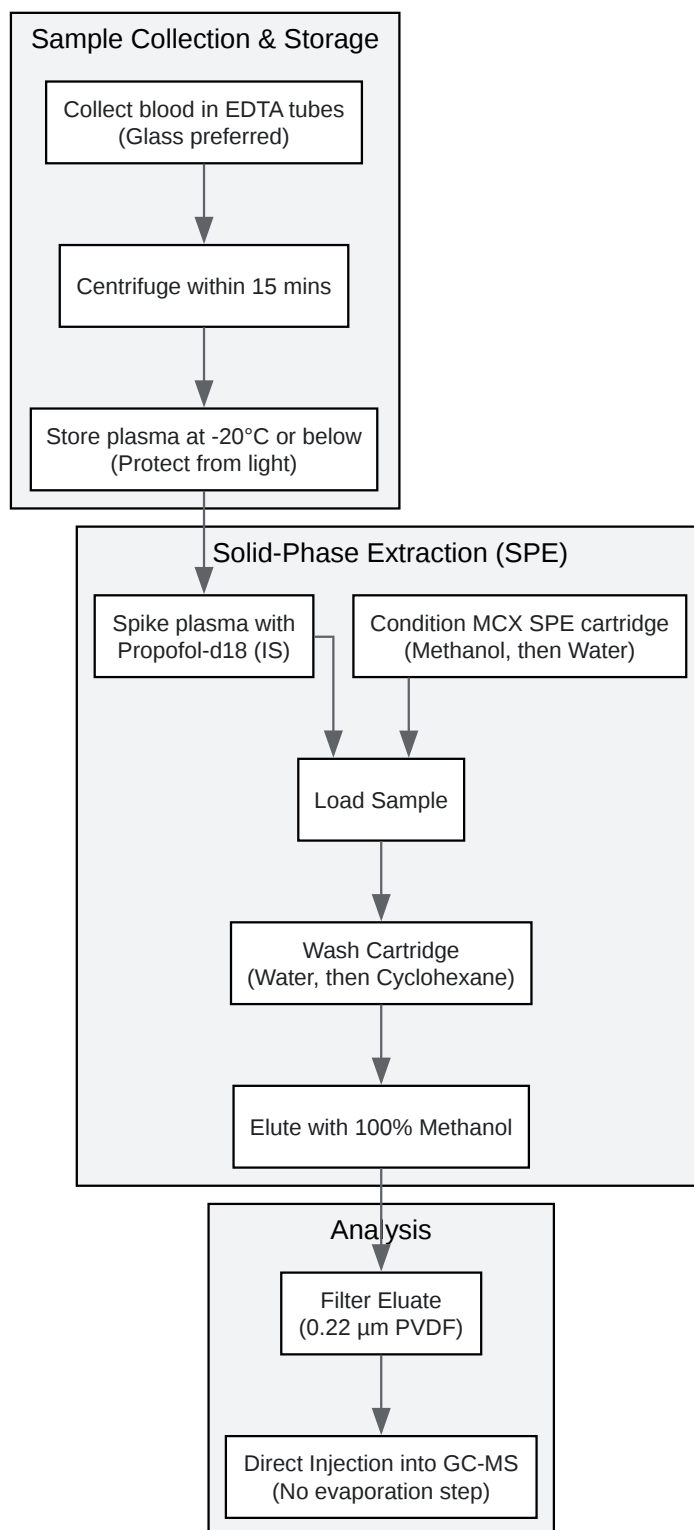 Sample Collection & Storage
Collect blood in EDTA tubes
(Glass preferred)
Centrifuge within 15 mins
Store plasma at -20°C or below
(Protect from light)
Solid-Phase Extraction (SPE)
Spike plasma with
Propofol-d18 (IS)
Condition MCX SPE cartridge
(Methanol, then Water)
Load Sample
Wash Cartridge
(Water, then Cyclohexane)
Elute with 100% Methanol
Analysis
Filter Eluate
(0.22 µm PVDF)
Direct Injection into GC-MS
(No evaporation step)